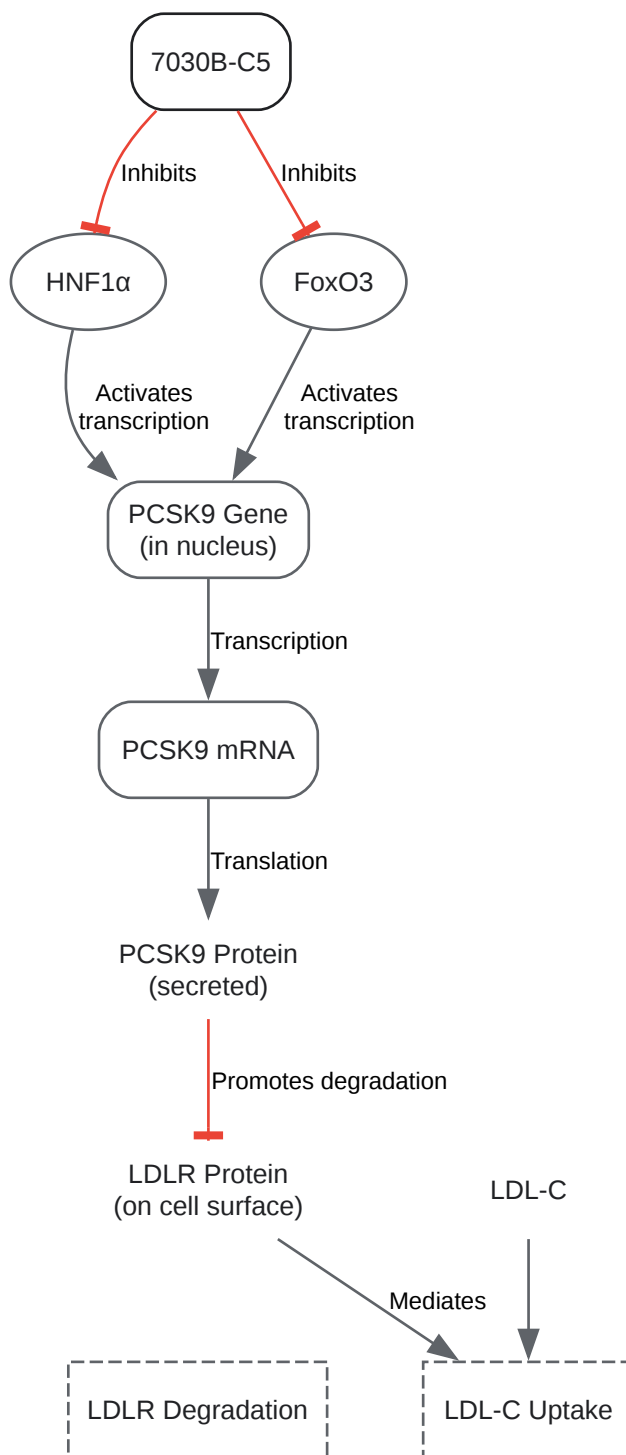 7030B-C5
Inhibits
Inhibits
HNF1α
FoxO3
Activates
transcription
Activates
transcription
PCSK9 Gene
(in nucleus)
Transcription
PCSK9 mRNA
Translation
PCSK9 Protein
(secreted)
Promotes degradation
LDLR Protein
(on cell surface)
LDL-C
Mediates
LDLR Degradation
LDL-C Uptake